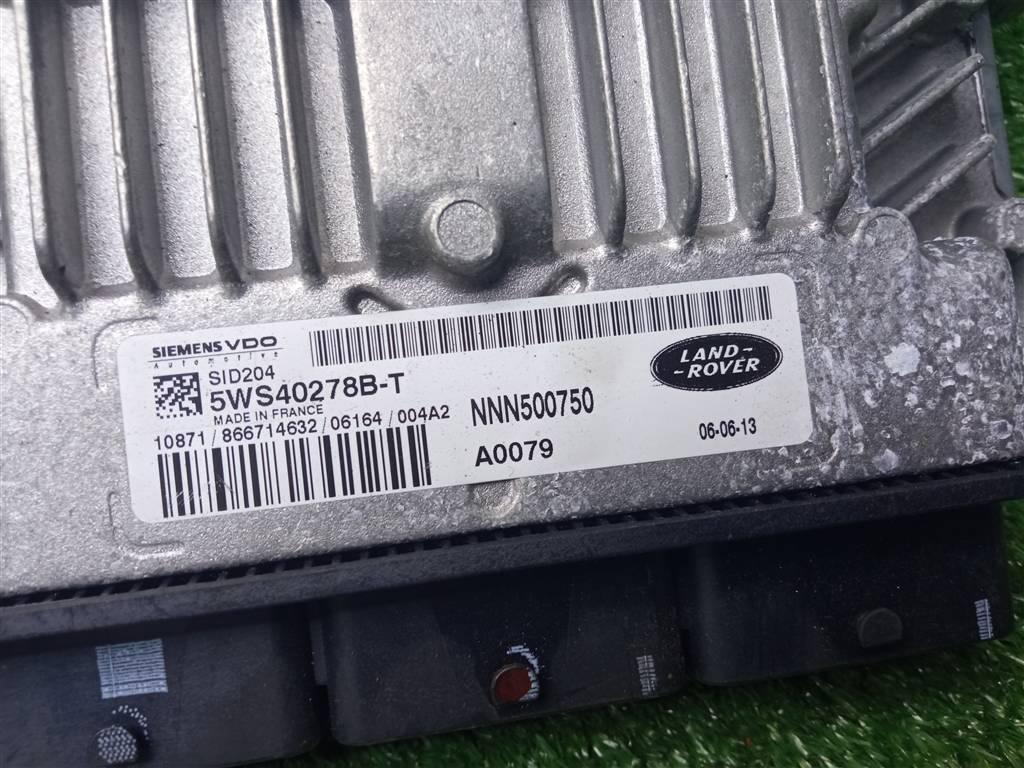 SIEMENS VDO
Automotive
SID204
5WS40278B-T
MADE IN FRANCE
10871 / 866714632 / 06164 / 004A2
NNN500750
A0079
LAND-
-ROVER
06-06-13